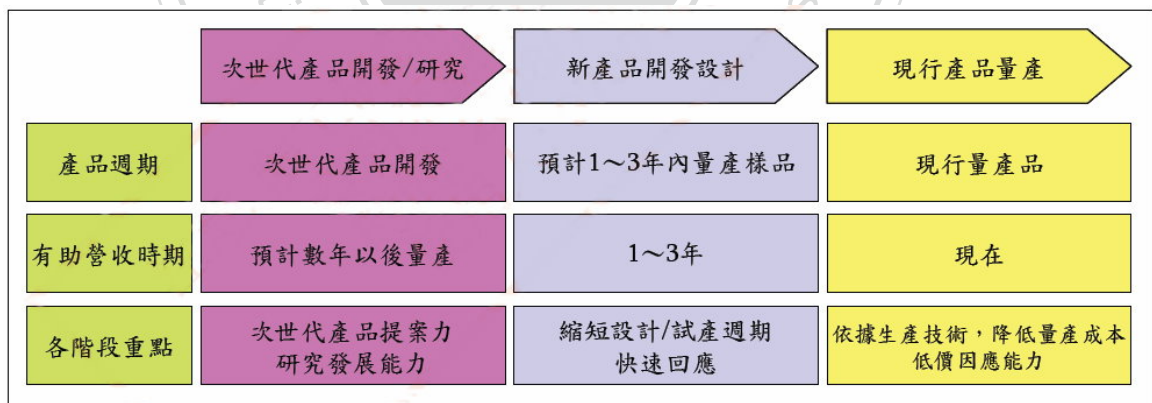 次世代產品開發/研究
新產品開發設計
現行產品量產
產品週期
次世代產品開發
預計1～3年內量產樣品
現行量產品
有助營收時期
預計數年以後量產
1～3年
現在
各階段重點
次世代產品提案力
研究發展能力
縮短設計/試產週期
快速回應
依據生產技術，降低量產成本
低價因應能力